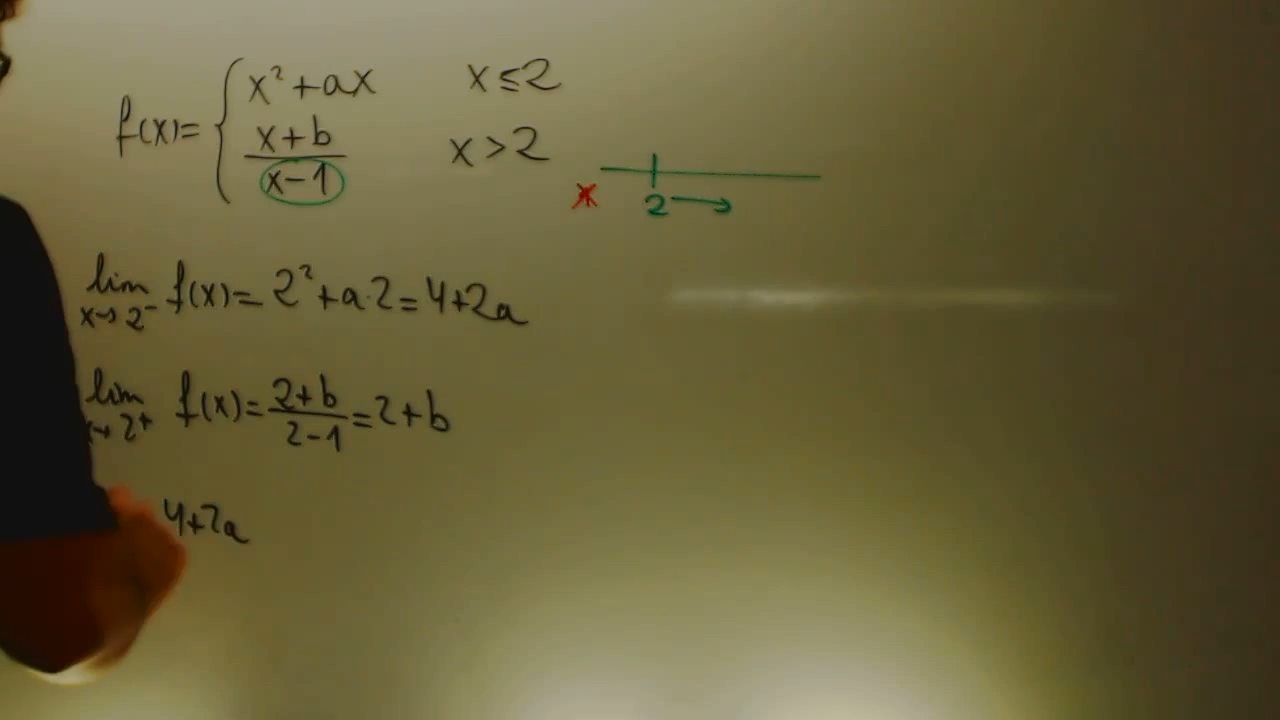 f(x)= { x²+ax x≤2
x+b / x-1 x>2
x 2 →
lim x→2⁻ f(x)= 2²+a·2=4+2a
lim x→2⁺ f(x)= 2+b / 2-1 =2+b
4+2a